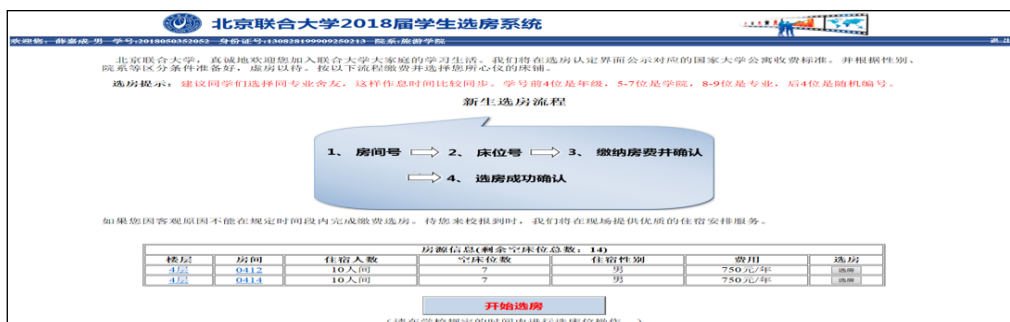 北京联合大学2018届学生选房系统
欢迎您：薛嘉成 男 学号:2018050352052 身份证号:130828199909250213 院系:旅游学院
退出
北京联合大学，真诚地欢迎您加入联合大学大家庭的学习生活。我们将在选房认定界面公示对应的国家大学公寓收费标准。并根据性别、
院系等区分条件准备好，虚房以待。按以下流程缴费并选择您所心仪的床铺。
选房提示：建议同学们选择同专业舍友，这样作息时间比较同步。学号前4位是年级，5-7位是学院，8-9位是专业，后4位是随机编号。
新生选房流程
1、 房间号 2、 床位号 3、 缴纳房费并确认
4、 选房成功确认
如果您因客观原因不能在规定时间段内完成缴费选房。待您来校报到时，我们将在现场提供优质的住宿安排服务。
房源信息(剩余空床位总数：14)
楼层 房间 住宿人数 空床位数 住宿性别 费用 选房
4层 0412 10人间 7 男 750元/年 选房
4层 0414 10人间 7 男 750元/年 选房
开始选房